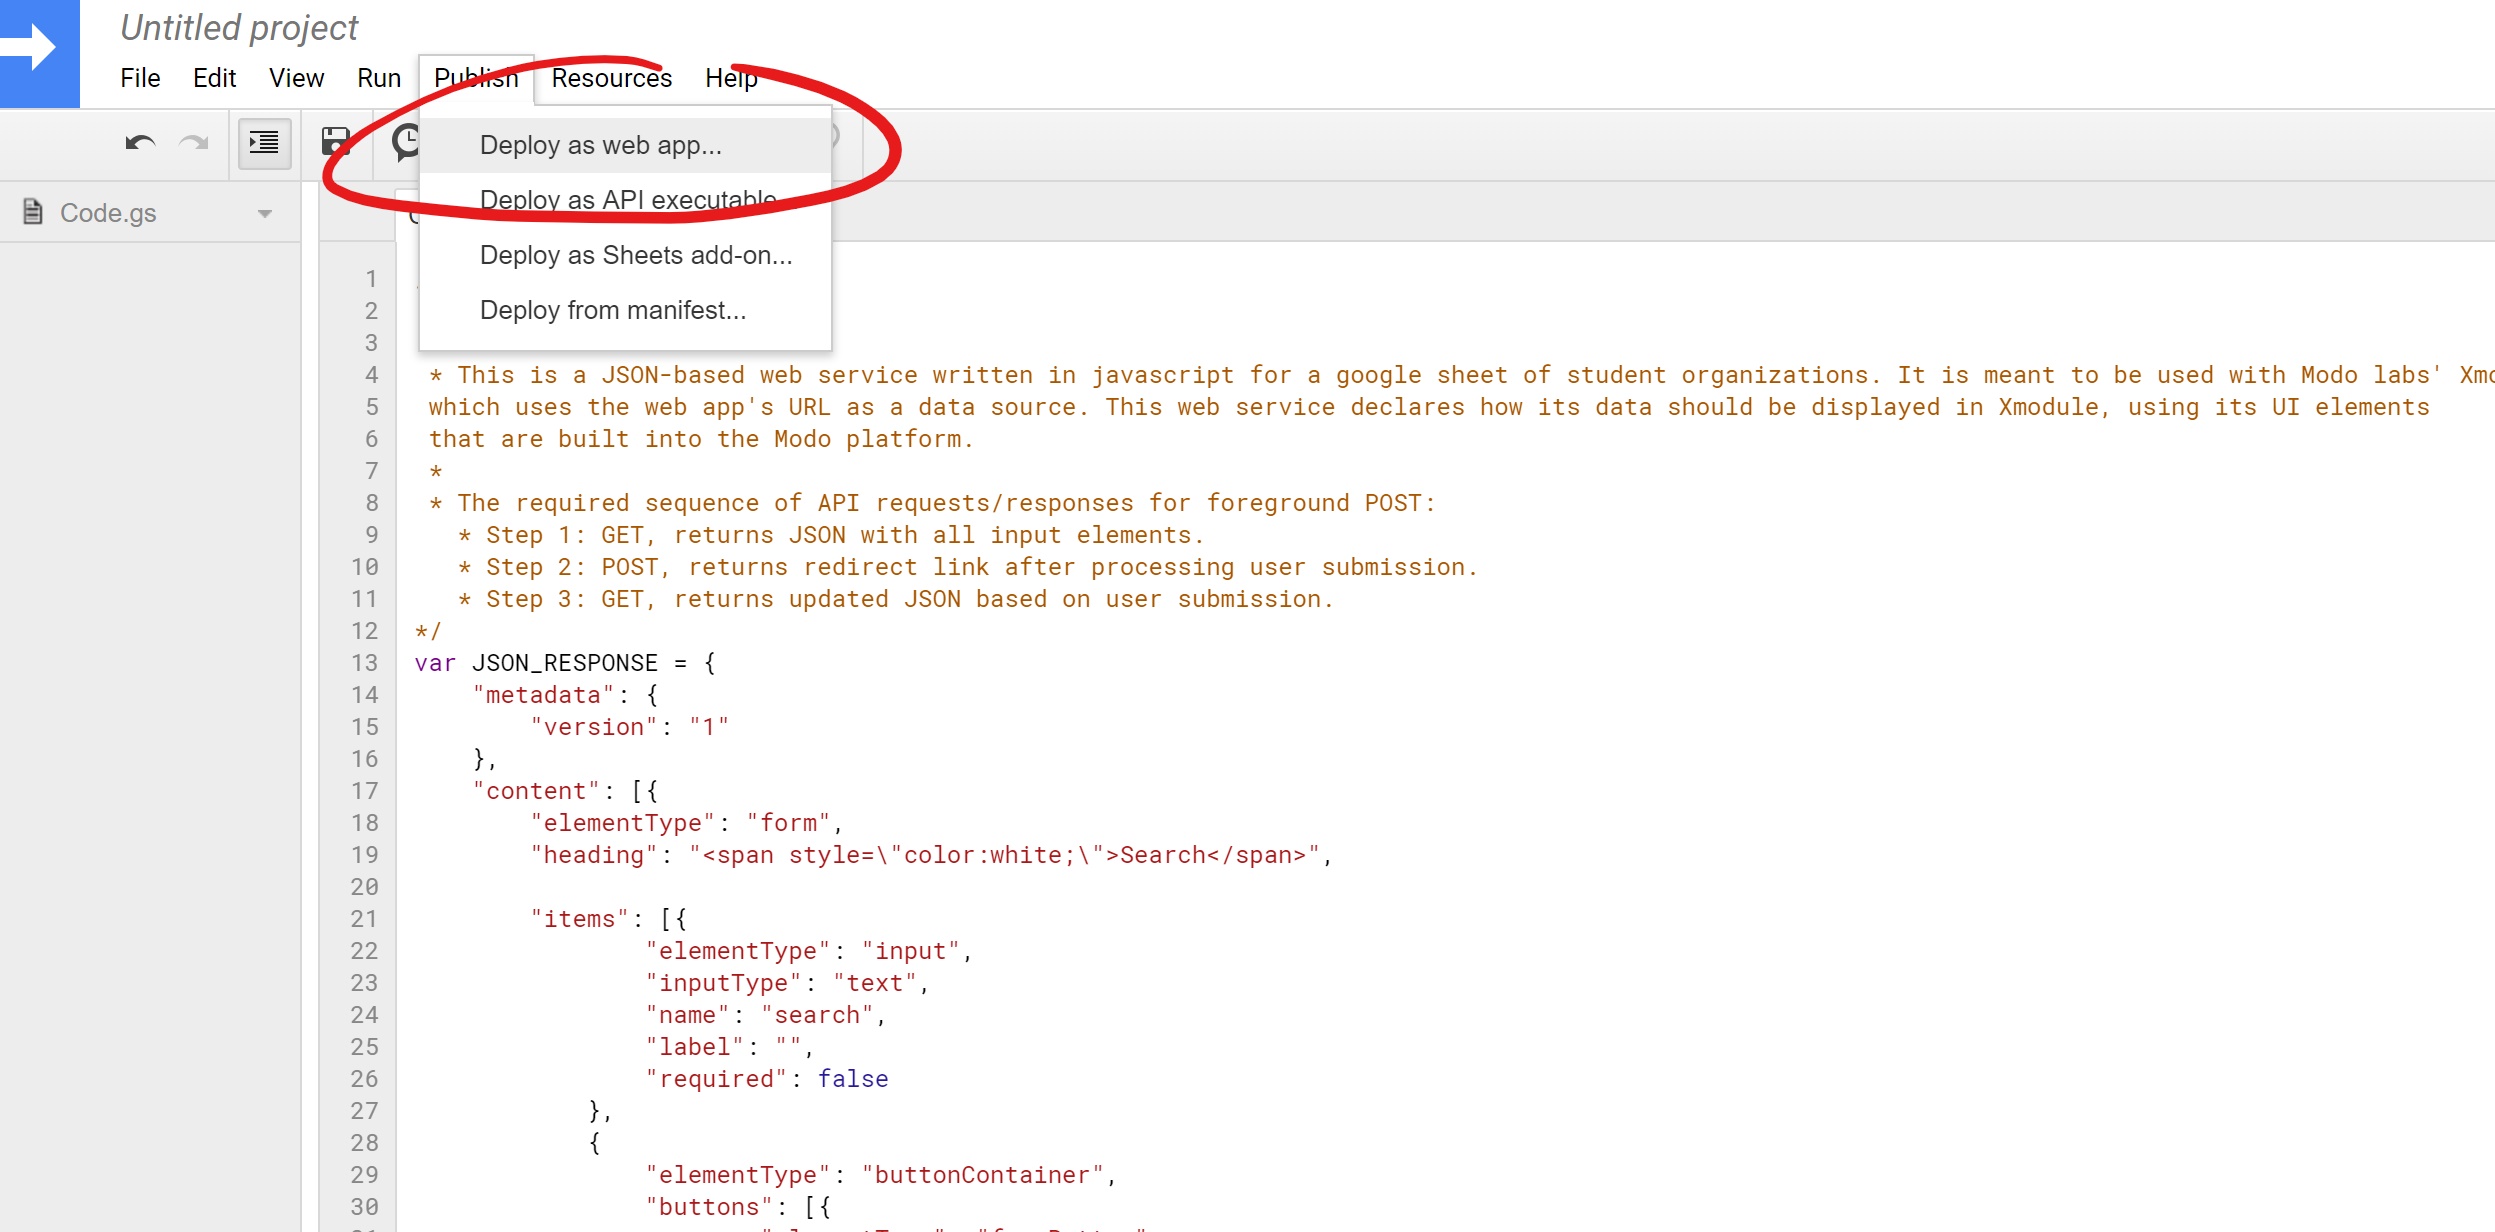 Untitled project
File Edit View Run Publish Resources Help
Deploy as web app...
Deploy as API executable
Deploy as Sheets add-on...
Deploy from manifest...
Code.gs
1
2
3
4 * This is a JSON-based web service written in javascript for a google sheet of student organizations. It is meant to be used with Modo labs'
5 which uses the web app's URL as a data source. This web service declares how its data should be displayed in Xmodule, using its UI elements
6 that are built into the Modo platform.
7 *
8 * The required sequence of API requests/responses for foreground POST:
9 * Step 1: GET, returns JSON with all input elements.
10 * Step 2: POST, returns redirect link after processing user submission.
11 * Step 3: GET, returns updated JSON based on user submission.
12 */
13 var JSON_RESPONSE = {
14 "metadata": {
15 "version": "1"
16 },
17 "content": [{
18 "elementType": "form",
19 "heading": "<span style=\"color:white;\">Search</span>",
20
21 "items": [{
22 "elementType": "input",
23 "inputType": "text",
24 "name": "search",
25 "label": "",
26 "required": false
27 },
28 {
29 "elementType": "buttonContainer",
30 "buttons": [{